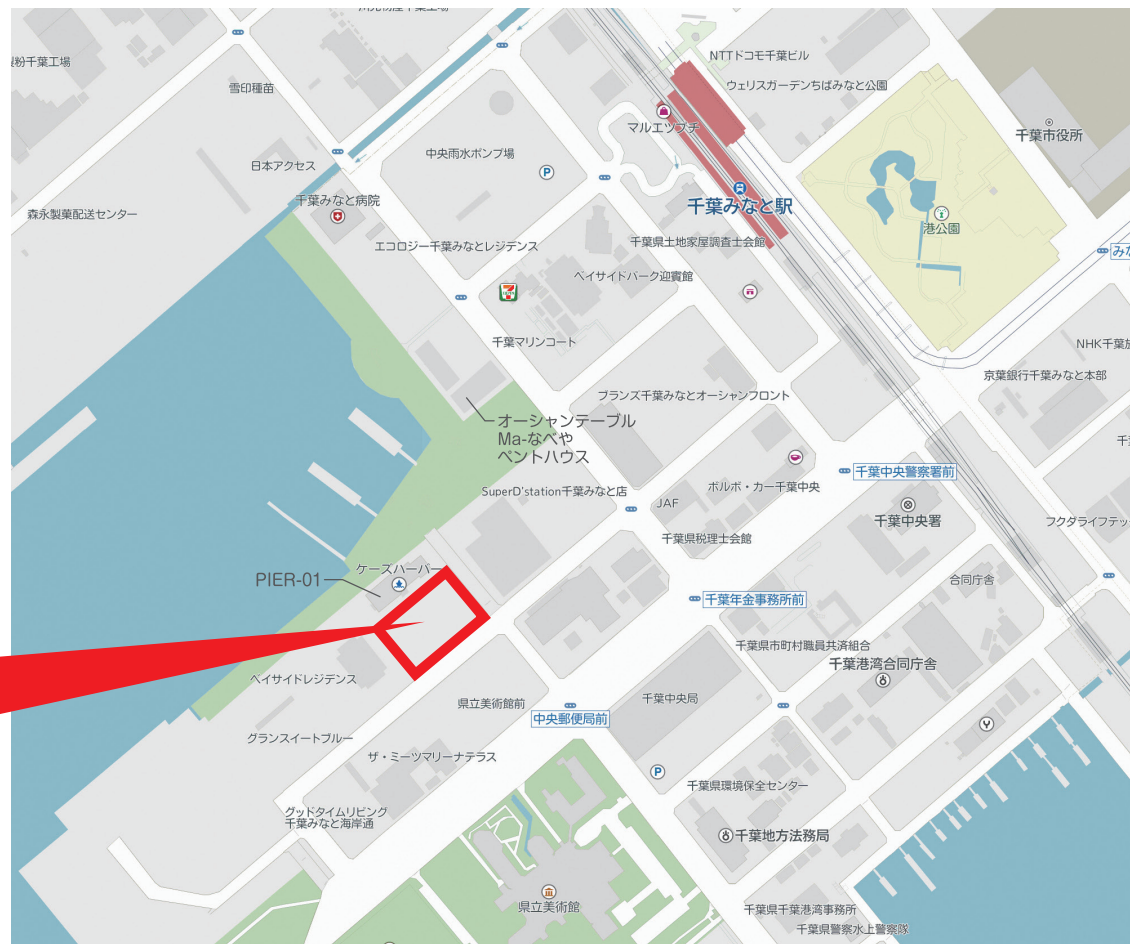 NTTドコモ千葉ビル
粉千葉工場
ウェリスガーデンちばみなと公園
雪印種苗
マルエツプチ
千葉市役所
中央雨水ポンプ場
P
日本アクセス
千葉みなと病院
千葉みなと駅
森永製菓配送センター
港公園
エコロジー千葉みなとレジデンス
千葉県土地家屋調査士会館
みな
ベイサイドパーク迎賓館
千葉マリンコート
NHK千葉放
京葉銀行千葉みなと本部
ブランズ千葉みなとオーシャンフロント
オーシャンテーブル
Ma-なべや
ペントハウス
千葉中央警察署前
ボルボ・カー千葉中央
SuperD'station千葉みなと店
JAF
千葉中央署
フクダライフテッ
千葉県税理士会館
ケーズハーバー
PIER-01
合同庁舎
千葉年金事務所前
千葉県市町村職員共済組合
千葉港湾合同庁舎
ベイサイドレジデンス
県立美術館前
千葉中央局
中央郵便局前
グランスイートブルー
ザ・ミーツマリーナテラス
P
千葉県環境保全センター
グッドタイムリビング
千葉みなと海岸通
千葉地方法務局
県立美術館
千葉県千葉港湾事務所
千葉県警察水上警察隊